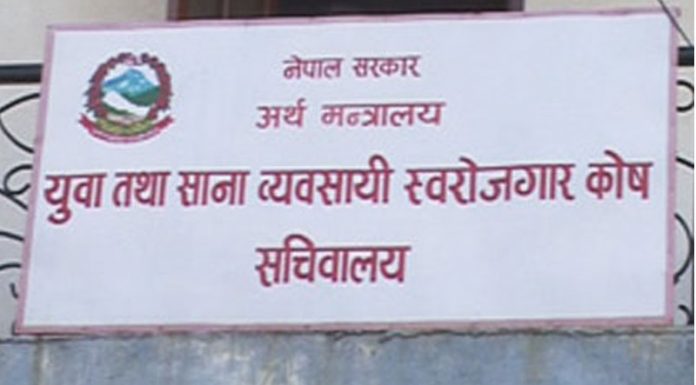 नेपाल सरकार
अर्थ मन्त्रालय
युवा तथा साना व्यवसायी स्वरोजगार कोष
सचिवालय